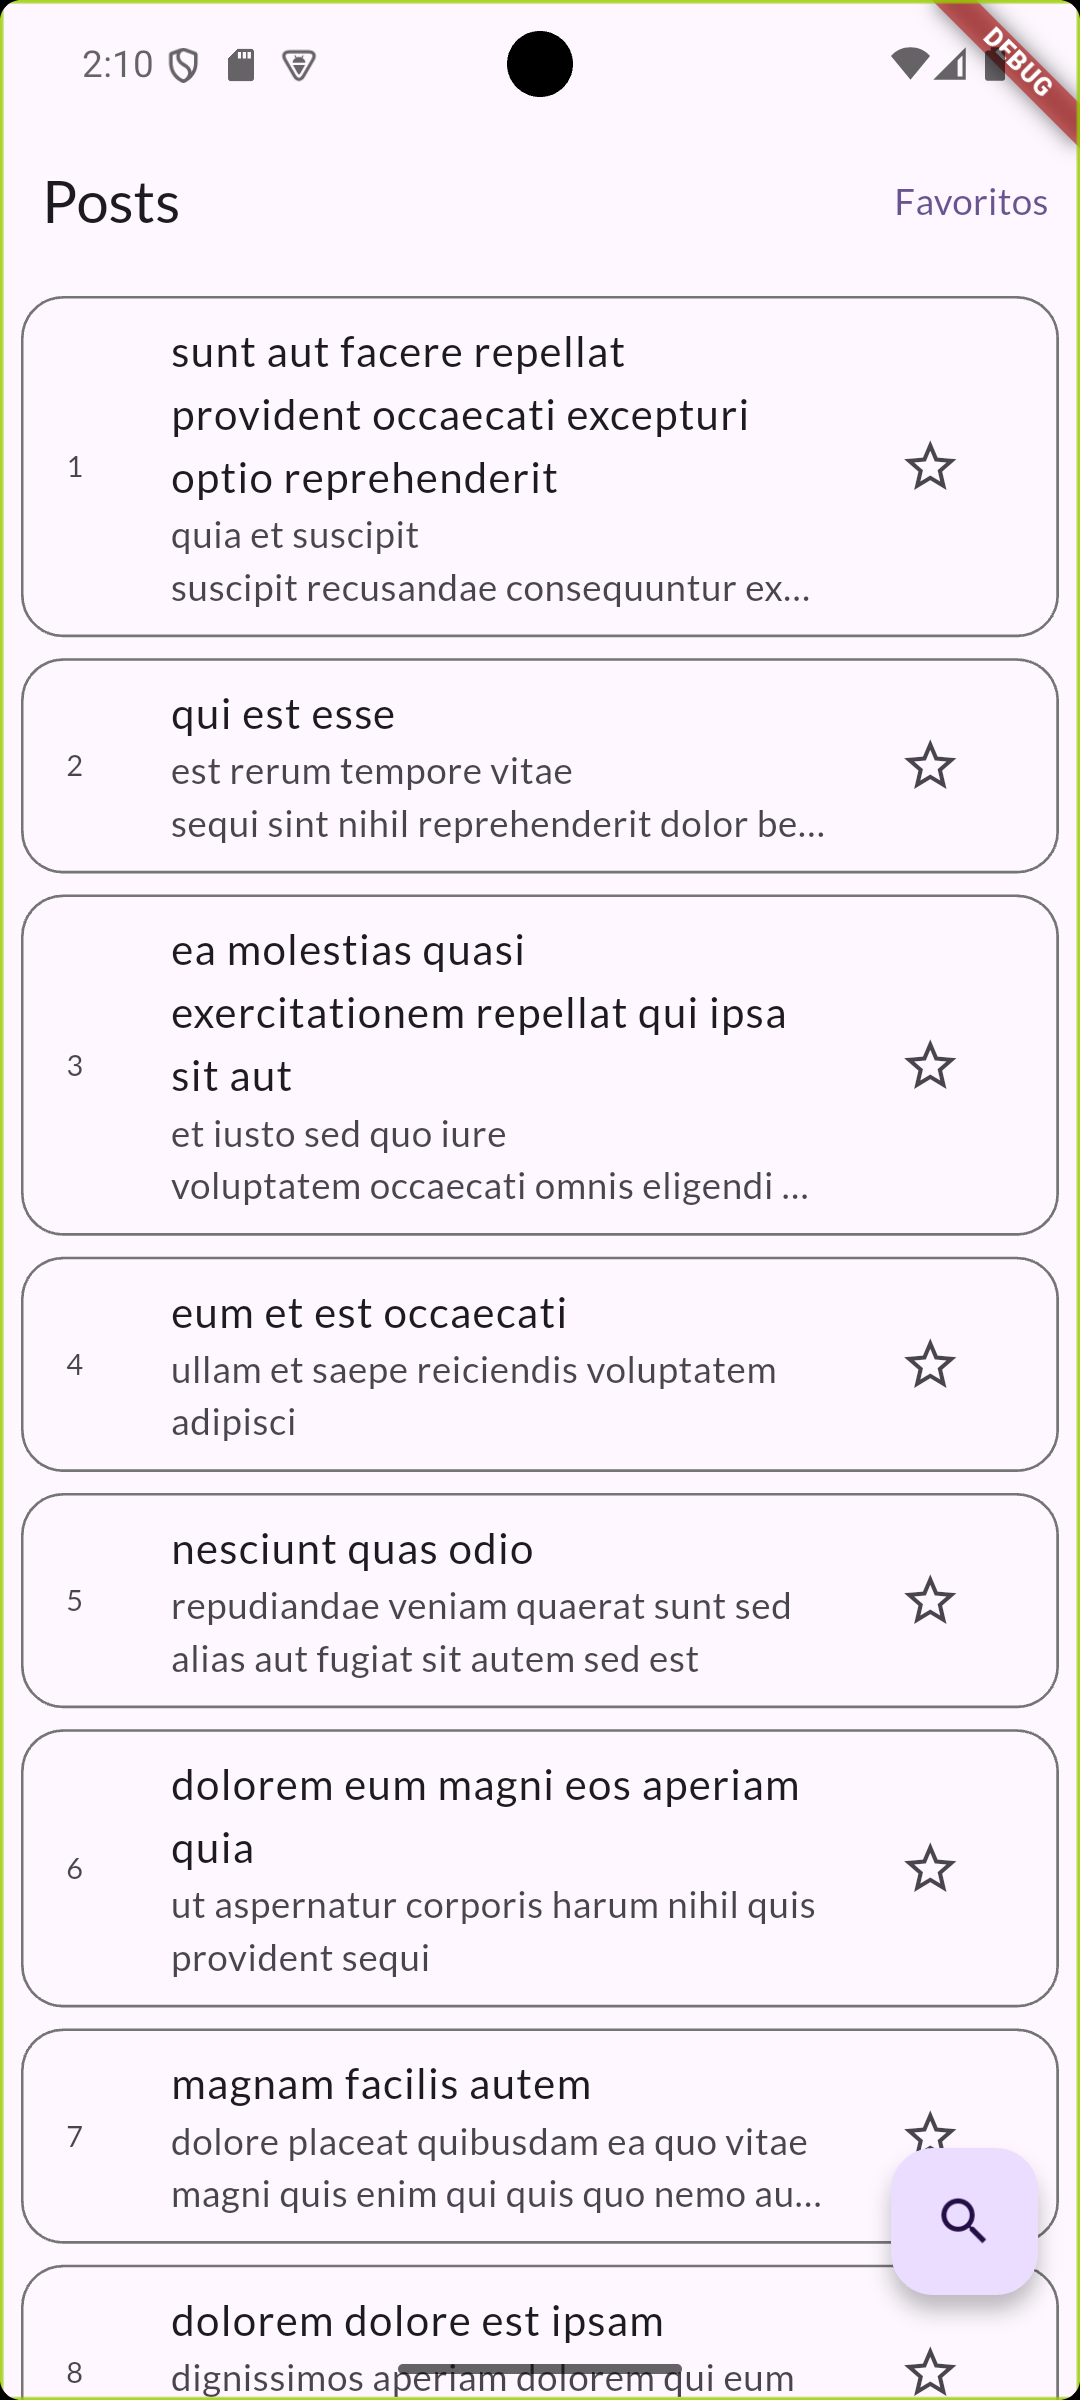 2:10
DEBUG
Posts
Favoritos
1
sunt aut facere repellat
provident occaecati excepturi
optio reprehenderit
quia et suscipit
suscipit recusandae consequuntur ex...
2
qui est esse
est rerum tempore vitae
sequi sint nihil reprehenderit dolor be...
3
ea molestias quasi
exercitationem repellat qui ipsa
sit aut
et iusto sed quo iure
voluptatem occaecati omnis eligendi ...
4
eum et est occaecati
ullam et saepe reiciendis voluptatem
adipisci
5
nesciunt quas odio
repudiandae veniam quaerat sunt sed
alias aut fugiat sit autem sed est
6
dolorem eum magni eos aperiam
quia
ut aspernatur corporis harum nihil quis
provident sequi
7
magnam facilis autem
dolore placeat quibusdam ea quo vitae
magni quis enim qui quis quo nemo au...
8
dolorem dolore est ipsam
dignissimos aperiam dolorem qui eum